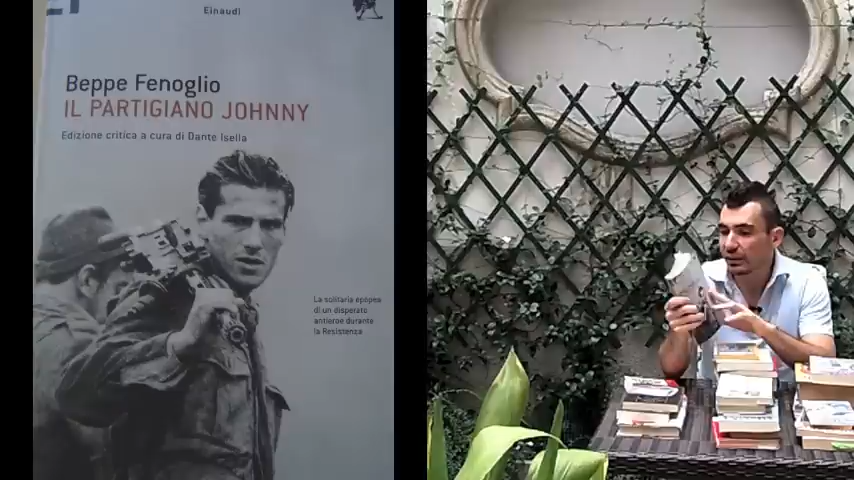 Einaudi
Beppe Fenoglio
IL PARTIGIANO JOHNNY
Edizione critica a cura di Dante Isella
La solitaria epopea
di un disperato
antieroe durante
la Resistenza